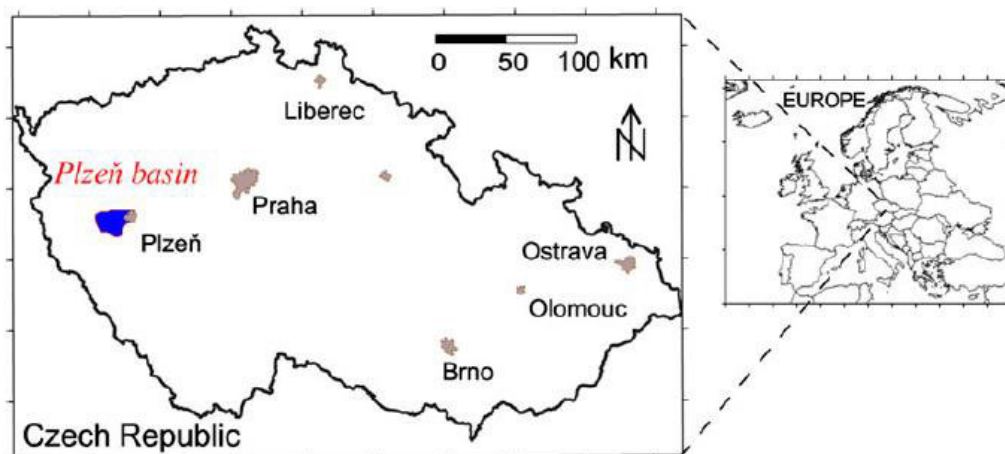 0 50 100 km
Liberec
N
EUROPE
Plzeň basin
Praha
Plzeň
Ostrava
Olomouc
Brno
Czech Republic